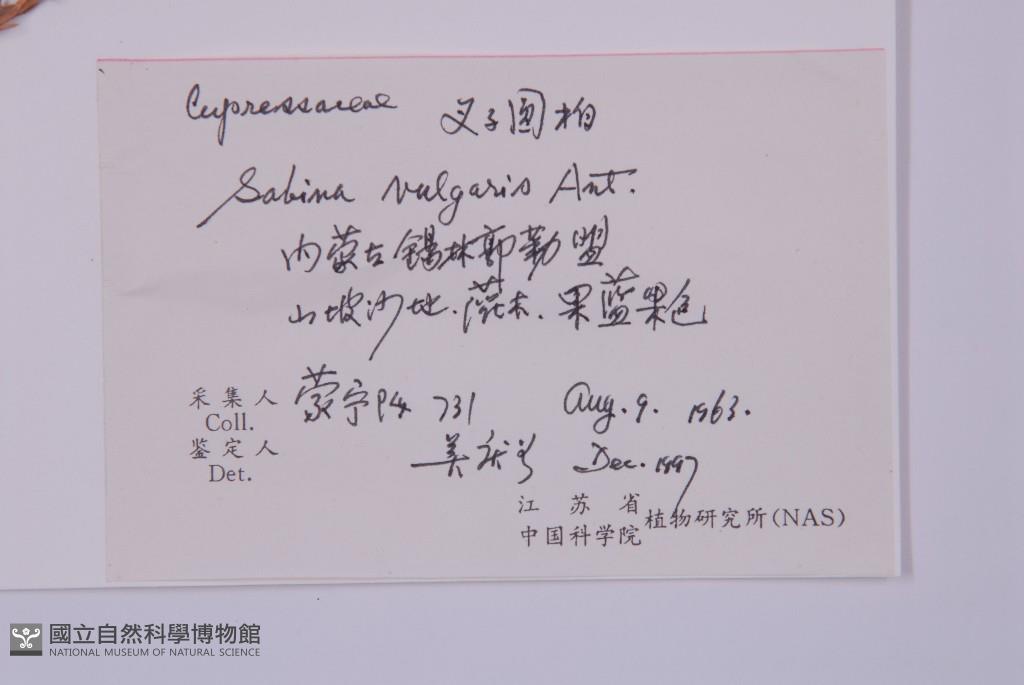 Cupressaceae 叉子圆柏
Sabina vulgaris Ant.
内蒙古锡林郭勒盟
山坡沙地.灌木.果蓝黑色
采集人 蒙宁队 731 Aug. 9. 1963.
Coll.
鉴定人 Dec. 1997
Det.
江苏省
中国科学院植物研究所(NAS)
國立自然科學博物館
NATIONAL MUSEUM OF NATURAL SCIENCE